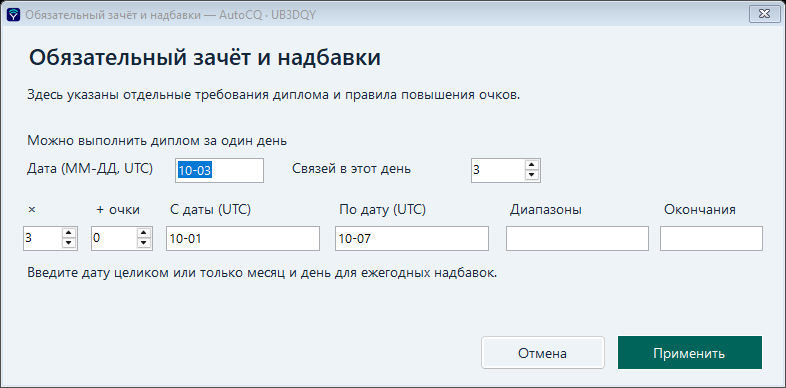 Обязательный зачёт и надбавки — AutoCQ · UB3DQY
Обязательный зачёт и надбавки
Здесь указаны отдельные требования диплома и правила повышения очков.
Можно выполнить диплом за один день
Дата (ММ-ДД, UTC) 10-03 Связей в этот день 3
× + очки С даты (UTC) По дату (UTC) Диапазоны Окончания
3 0 10-01 10-07
Введите дату целиком или только месяц и день для ежегодных надбавок.
Отмена Применить